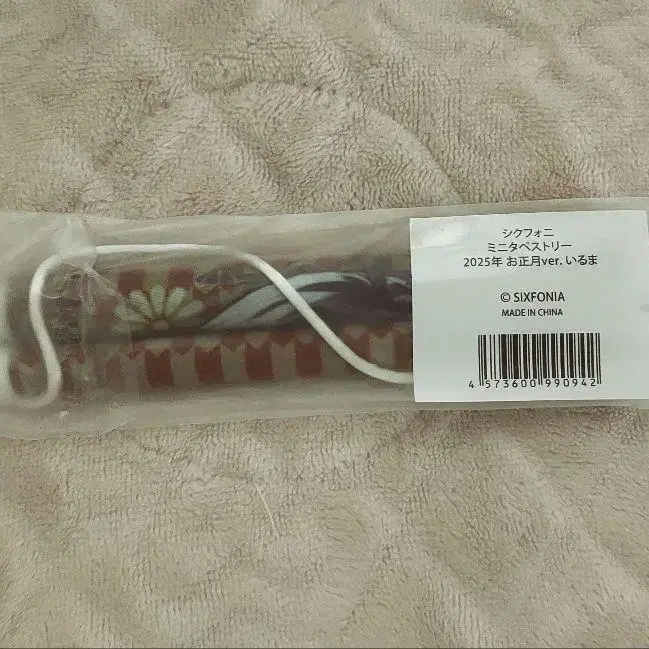 シクフォニ
ミニタペストリー
2025年 お正月ver. いるま
© SIXFONIA
MADE IN CHINA
4 573600 990942